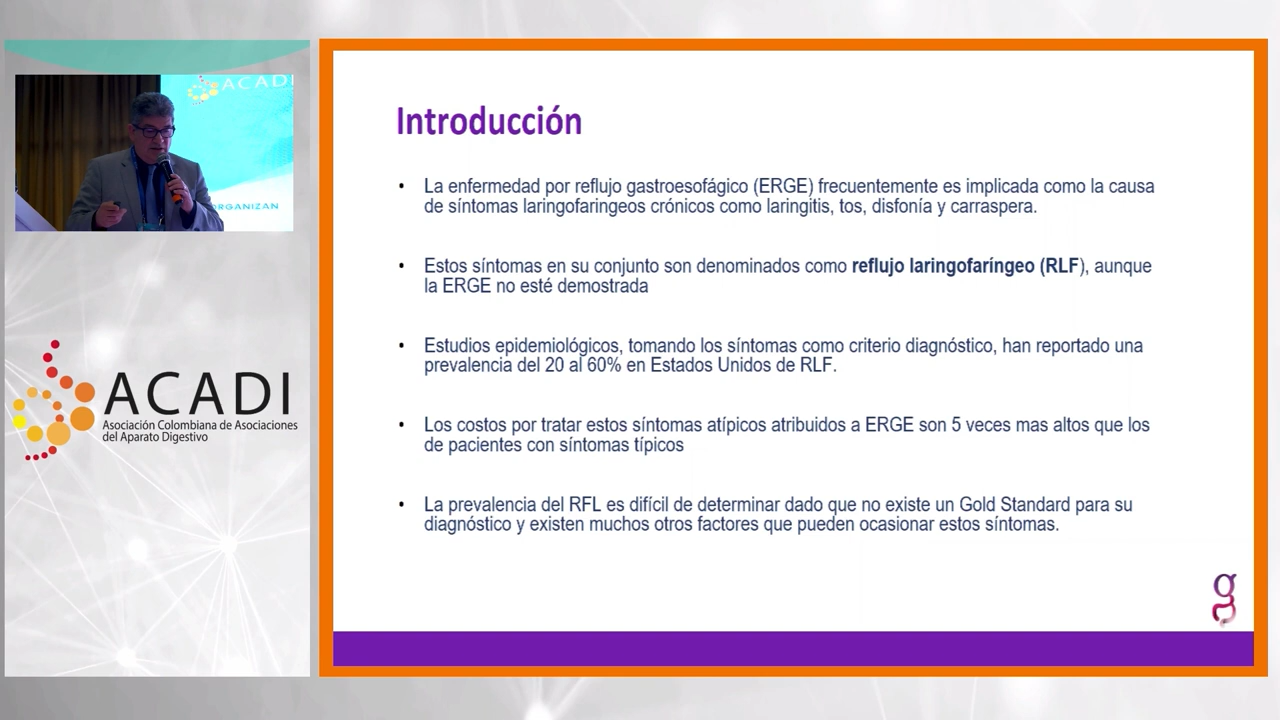 ACADI
ORGANIZAN
ACADI
Asociación Colombiana de Asociaciones
del Aparato Digestivo
Introducción
• La enfermedad por reflujo gastroesofágico (ERGE) frecuentemente es implicada como la causa
de síntomas laringofaringeos crónicos como laringitis, tos, disfonía y carraspera.
• Estos síntomas en su conjunto son denominados como reflujo laringofaríngeo (RLF), aunque
la ERGE no esté demostrada
• Estudios epidemiológicos, tomando los síntomas como criterio diagnóstico, han reportado una
prevalencia del 20 al 60% en Estados Unidos de RLF.
• Los costos por tratar estos síntomas atípicos atribuidos a ERGE son 5 veces mas altos que los
de pacientes con síntomas típicos
• La prevalencia del RFL es difícil de determinar dado que no existe un Gold Standard para su
diagnóstico y existen muchos otros factores que pueden ocasionar estos síntomas.